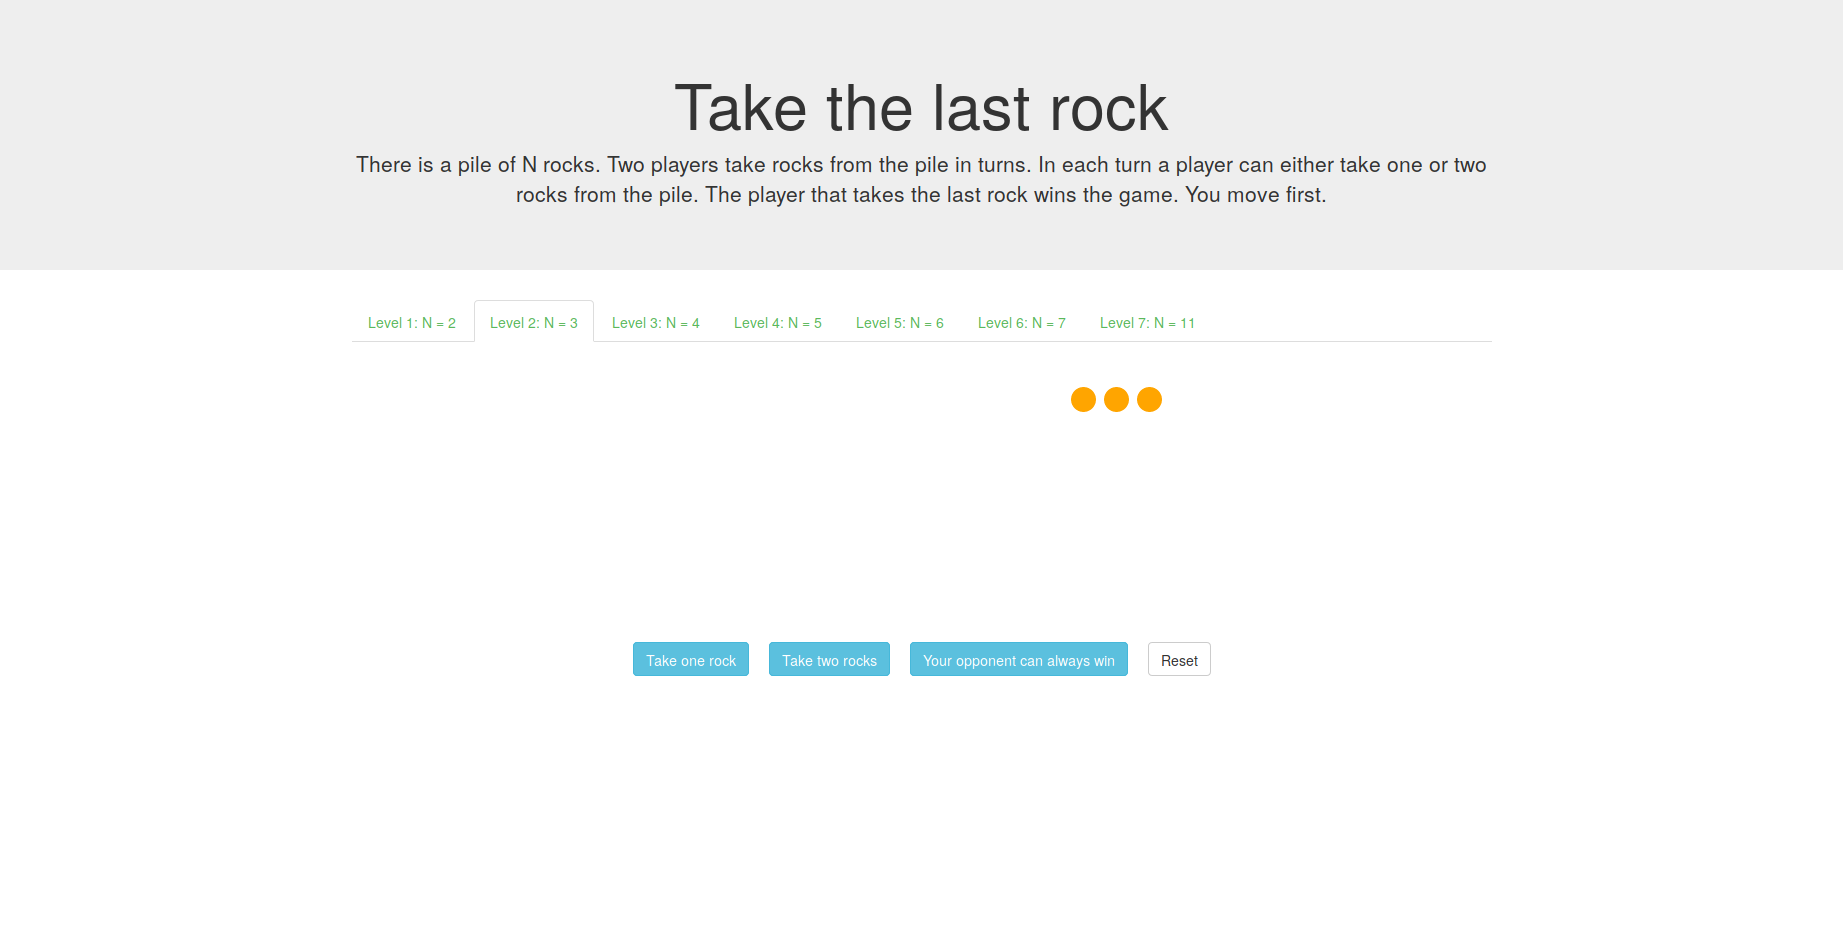 Take the last rock
There is a pile of N rocks. Two players take rocks from the pile in turns. In each turn a player can either take one or two
rocks from the pile. The player that takes the last rock wins the game. You move first.
Level 1: N = 2 Level 2: N = 3 Level 3: N = 4 Level 4: N = 5 Level 5: N = 6 Level 6: N = 7 Level 7: N = 11
Take one rock Take two rocks Your opponent can always win Reset